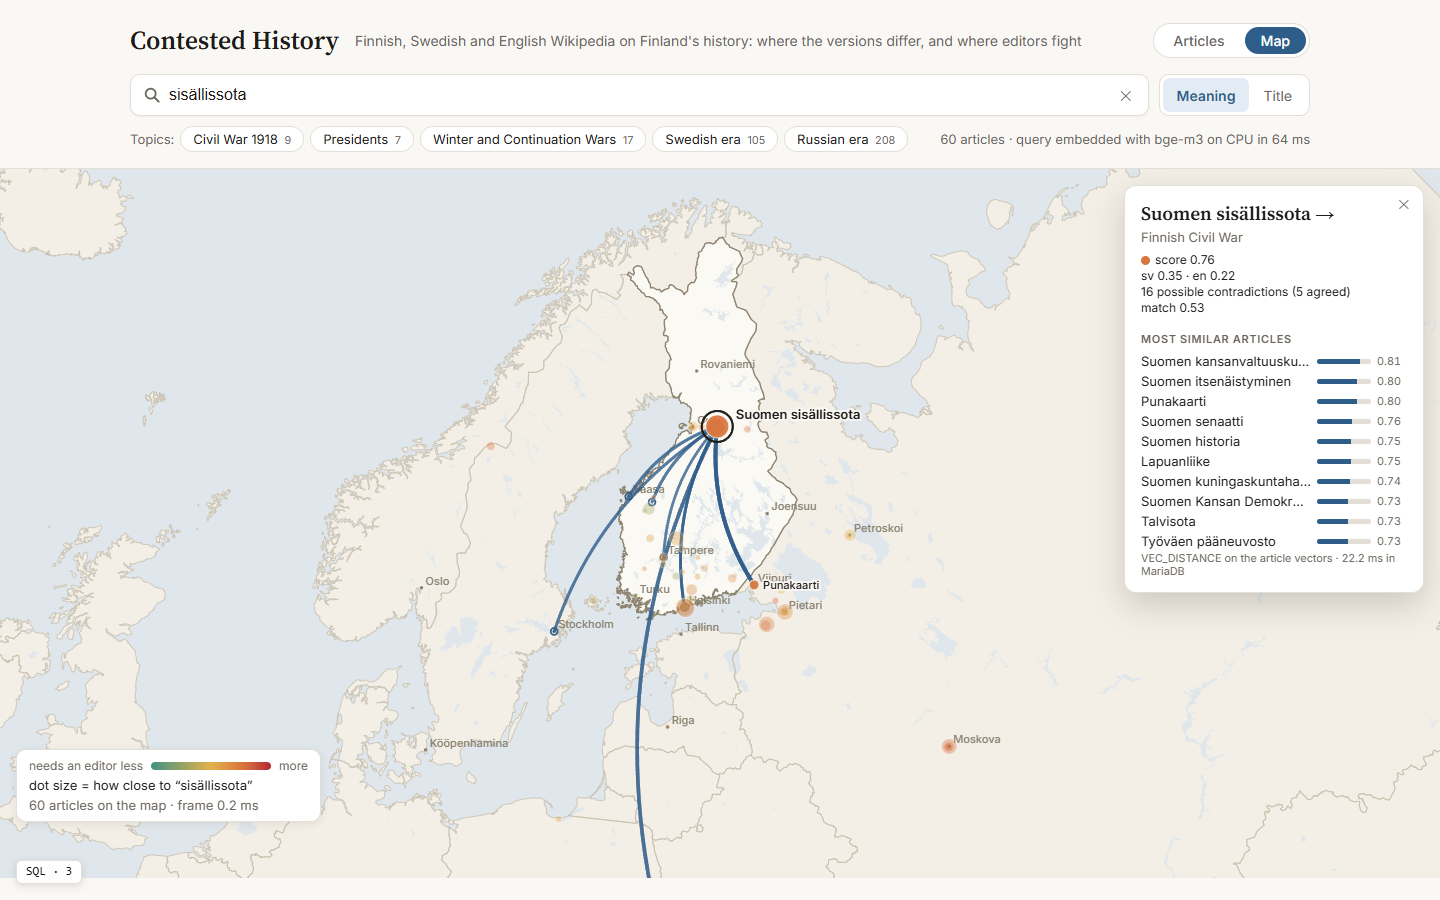 Contested History
Finnish, Swedish and English Wikipedia on Finland's history: where the versions differ, and where editors fight
Articles
Map
sisällissota
Meaning
Title
Topics:
Civil War 1918 9
Presidents 7
Winter and Continuation Wars 17
Swedish era 105
Russian era 208
60 articles · query embedded with bge-m3 on CPU in 64 ms
Suomen sisällissota →
Finnish Civil War
score 0.76
sv 0.35 · en 0.22
16 possible contradictions (5 agreed)
match 0.53
MOST SIMILAR ARTICLES
Suomen kansanvaltuusku... 0.81
Suomen itsenäistyminen 0.80
Punakaarti 0.80
Suomen senaatti 0.76
Suomen historia 0.75
Lapuanliike 0.75
Suomen kuningaskuntaha... 0.74
Suomen Kansan Demokr... 0.73
Talvisota 0.73
Työväen pääneuvosto 0.73
VEC_DISTANCE on the article vectors · 22.2 ms in
MariaDB
Rovaniemi
Suomen sisällissota
Vaasa
Joensuu
Petroskoi
Tampere
Oslo
Viipuri
Punakaarti
Turku
Helsinki
Pietari
Stockholm
Tallinn
Riga
Moskova
Kööpenhamina
needs an editor less
more
dot size = how close to “sisällissota”
60 articles on the map · frame 0.2 ms
SQL · 3